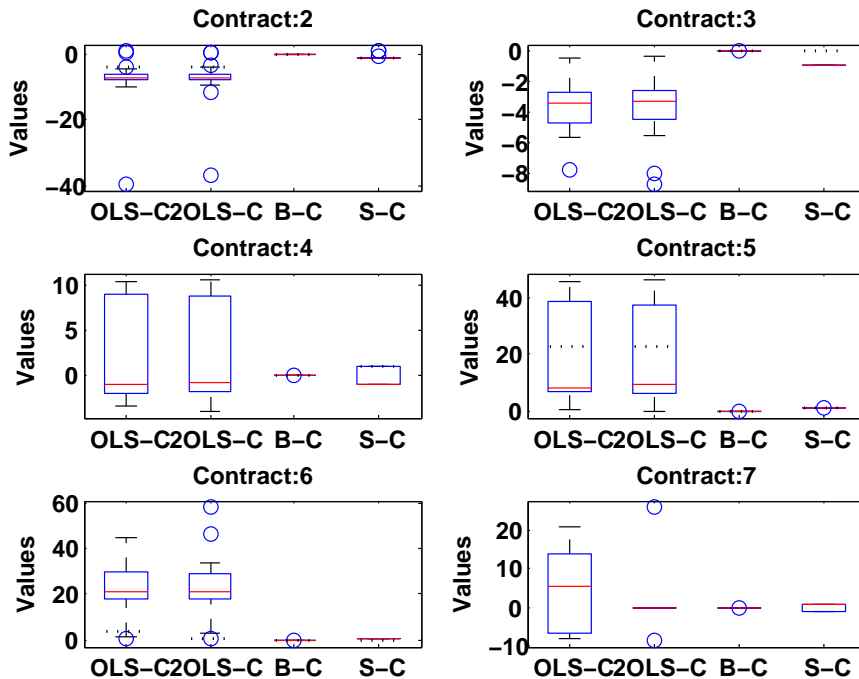 Contract:2
Values
0
−20
−40
OLS−C2OLS−C B−C S−C
Contract:3
Values
0
−2
−4
−6
−8
OLS−C2OLS−C B−C S−C
Contract:4
Values
10
5
0
OLS−C2OLS−C B−C S−C
Contract:5
Values
40
20
0
OLS−C2OLS−C B−C S−C
Contract:6
Values
60
40
20
0
OLS−C2OLS−C B−C S−C
Contract:7
Values
20
10
0
−10
OLS−C2OLS−C B−C S−C